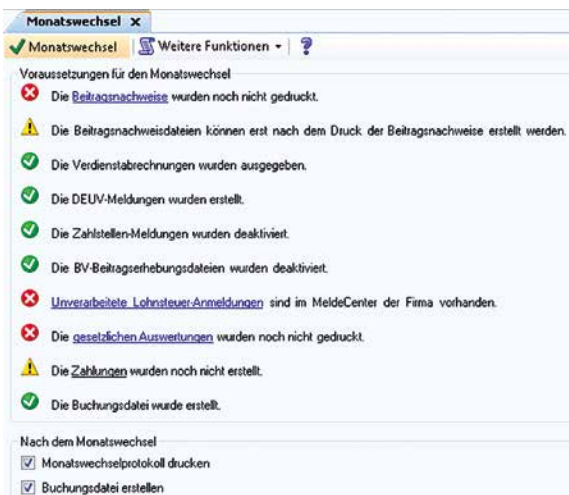 Monatswechsel x
Monatswechsel Weitere Funktionen ?
Voraussetzungen für den Monatswechsel
Die Beitragsnachweise wurden noch nicht gedruckt.
Die Beitragsnachweisdateien können erst nach dem Druck der Beitragsnachweise erstellt werden.
Die Verdienstabrechnungen wurden ausgegeben.
Die DEUV-Meldungen wurden erstellt.
Die Zahlstellen-Meldungen wurden deaktiviert.
Die BV-Beitragserhebungsdateien wurden deaktiviert.
Unverarbeitete Lohnsteuer-Anmeldungen sind im MeldeCenter der Firma vorhanden.
Die gesetzlichen Auswertungen wurden noch nicht gedruckt.
Die Zahlungen wurden noch nicht erstellt.
Die Buchungsdatei wurde erstellt.
Nach dem Monatswechsel
Monatswechselprotokoll drucken
Buchungsdatei erstellen